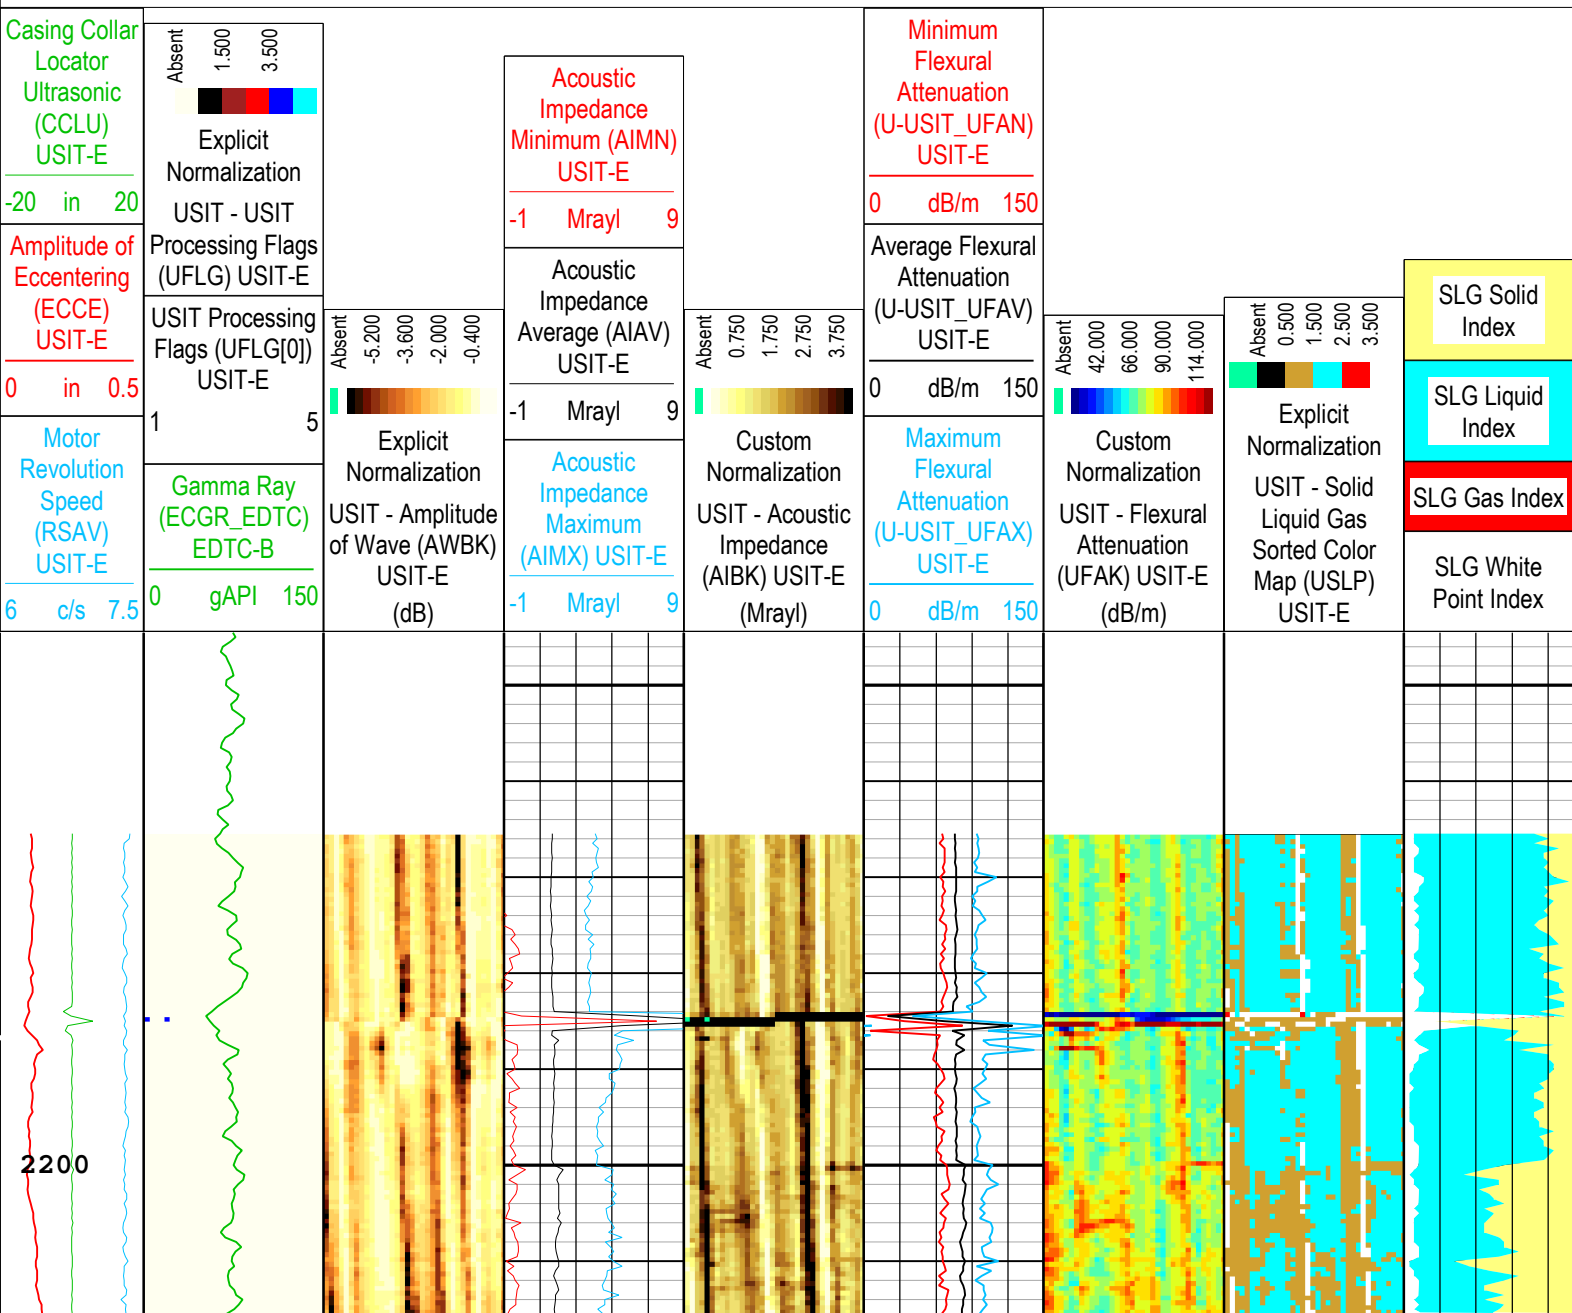 Casing Collar
Locator
Ultrasonic
(CCLU)
USIT-E
-20 in 20
Amplitude of
Eccentering
(ECCE)
USIT-E
0 in 0.5
Motor
Revolution
Speed
(RSAV)
USIT-E
6 c/s 7.5
Absent
1.500
3.500
Explicit
Normalization
USIT - USIT
Processing Flags
(UFLG) USIT-E
USIT Processing
Flags (UFLG[0])
USIT-E
1 5
Gamma Ray
(ECGR_EDTC)
EDTC-B
0 gAPI 150
Absent
-5.200
-3.600
-2.000
-0.400
Explicit
Normalization
USIT - Amplitude
of Wave (AWBK)
USIT-E
(dB)
Acoustic
Impedance
Minimum (AIMN)
USIT-E
-1 Mrayl 9
Acoustic
Impedance
Average (AIAV)
USIT-E
-1 Mrayl 9
Acoustic
Impedance
Maximum
(AIMX) USIT-E
-1 Mrayl 9
Absent
0.750
1.750
2.750
3.750
Custom
Normalization
USIT - Acoustic
Impedance
(AIBK) USIT-E
(Mrayl)
Minimum
Flexural
Attenuation
(U-USIT_UFAN)
USIT-E
0 dB/m 150
Average Flexural
Attenuation
(U-USIT_UFAV)
USIT-E
0 dB/m 150
Maximum
Flexural
Attenuation
(U-USIT_UFAX)
USIT-E
0 dB/m 150
Absent
42.000
66.000
90.000
114.000
Custom
Normalization
USIT - Flexural
Attenuation
(UFAK) USIT-E
(dB/m)
Absent
0.500
1.500
2.500
3.500
Explicit
Normalization
USIT - Solid
Liquid Gas
Sorted Color
Map (USLP)
USIT-E
SLG Solid
Index
SLG Liquid
Index
SLG Gas Index
SLG White
Point Index
2200